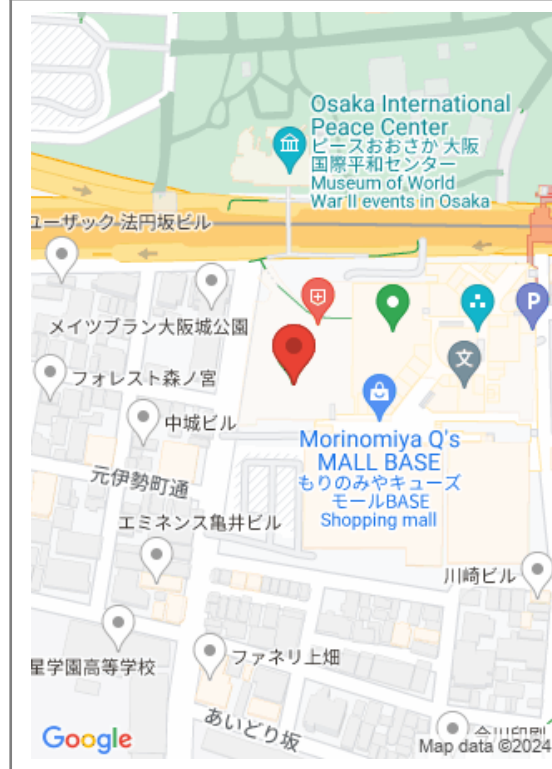 Osaka International
Peace Center
ピースおおさか 大阪
国際平和センター
Museum of World
War II events in Osaka
ユーザック 法円坂ビル
メイツブラン大阪城公園
P
文
フォレスト森ノ宮
中城ビル
Morinomiya Q's
MALL BASE
もりのみやキューズ
モールBASE
Shopping mall
元伊勢町通
エミネンス亀井ビル
川崎ビル
星学園高等学校
ファネリ上畑
あいどり坂
Google
Map data ©2024